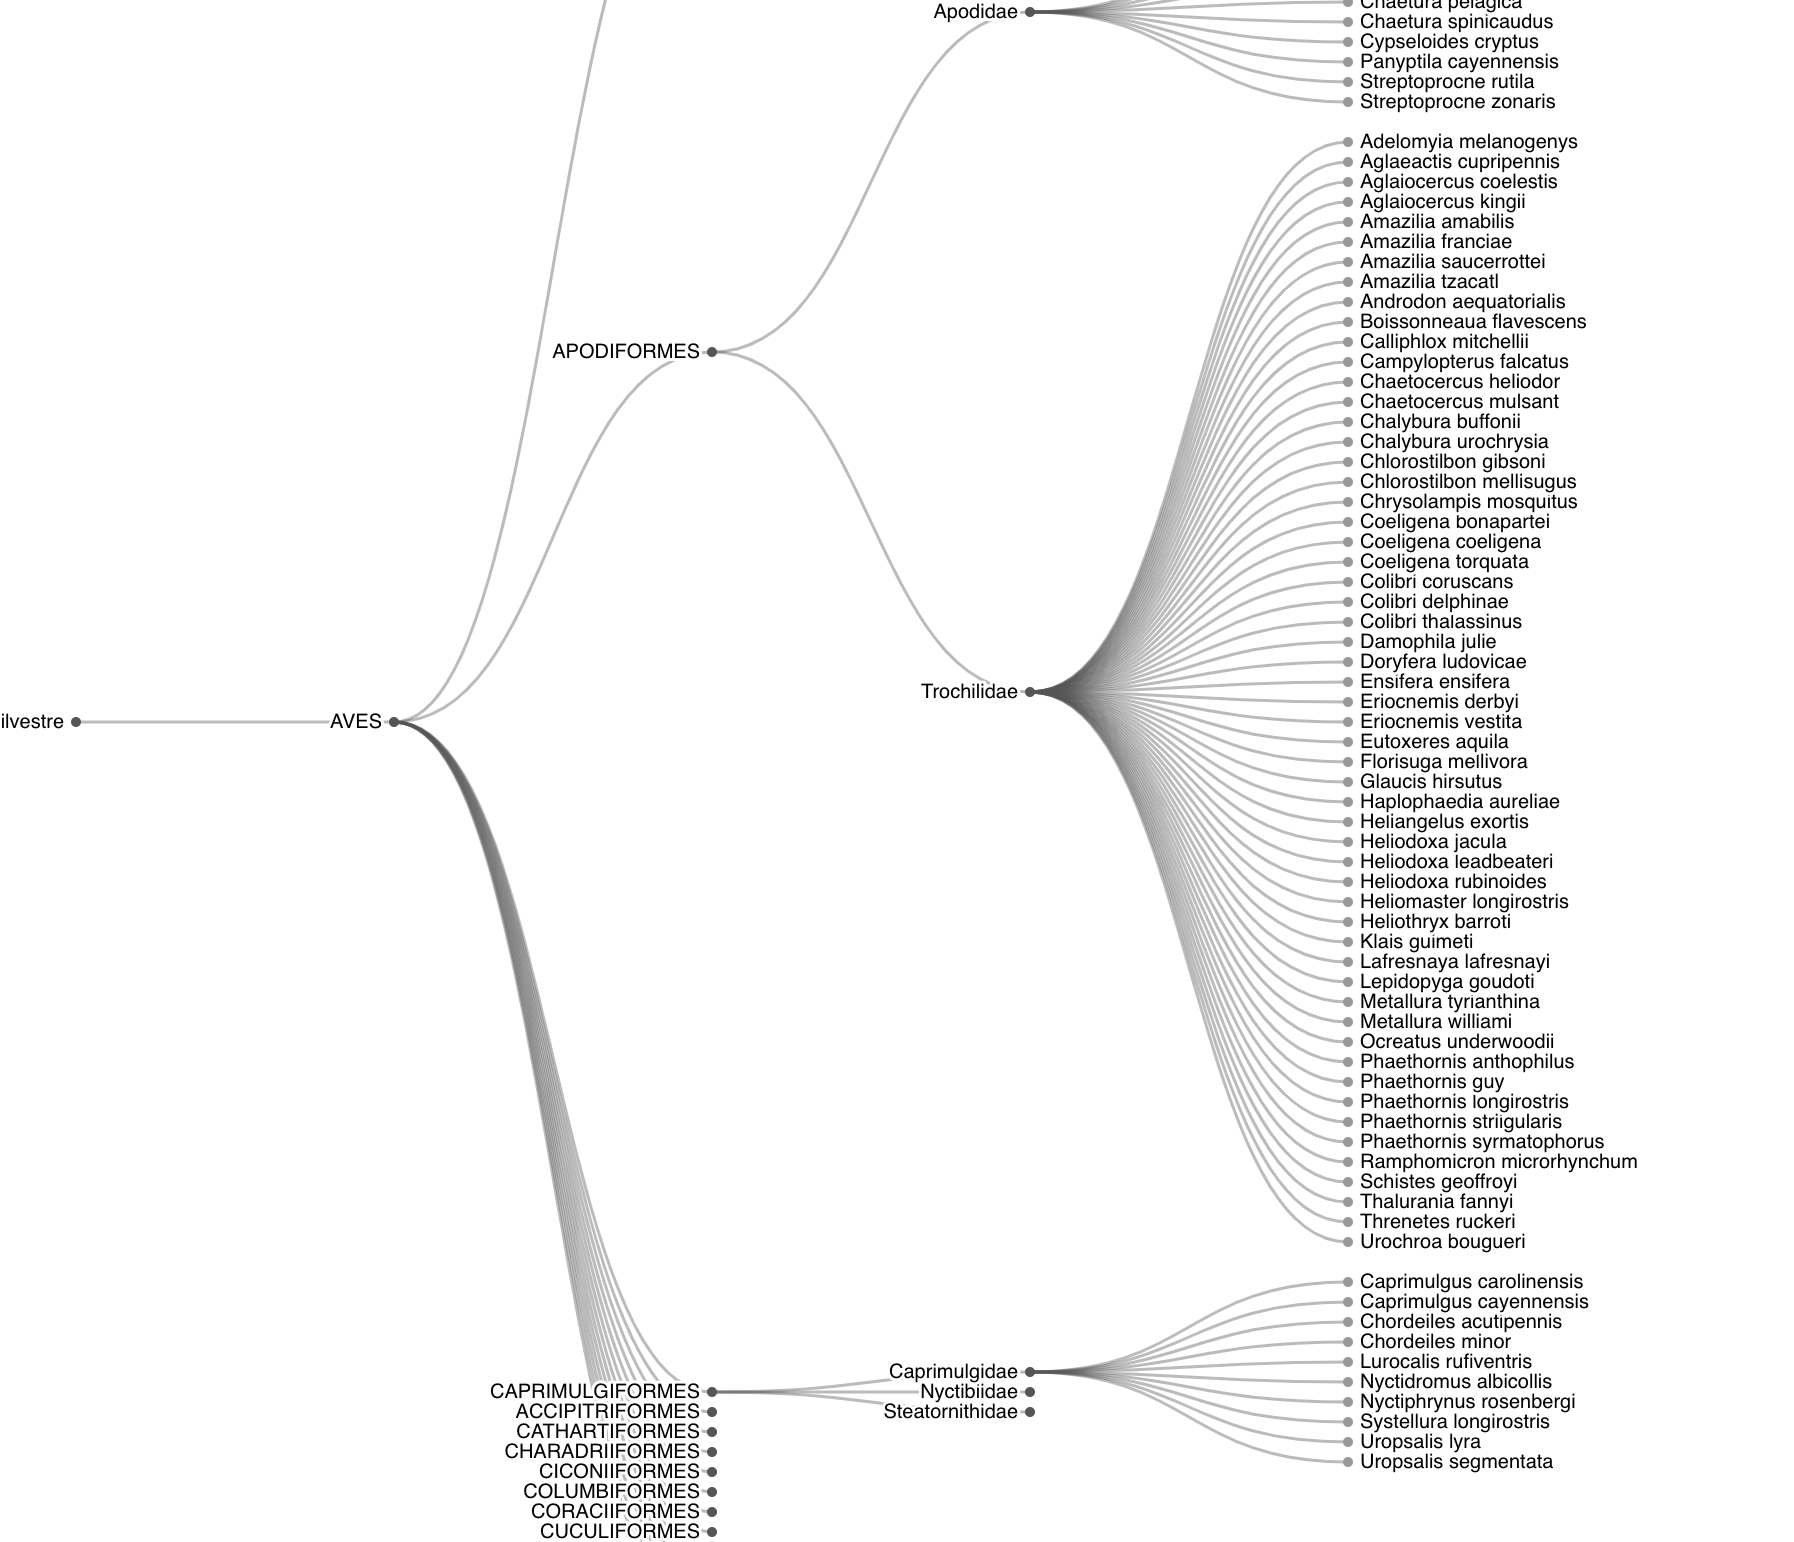 Chaetura pelagica
Apodidae
Chaetura spinicaudus
Cypseloides cryptus
Panyptila cayennensis
Streptoprocne rutila
Streptoprocne zonaris
Adelomyia melanogenys
Aglaeactis cupripennis
Aglaiocercus coelestis
Aglaiocercus kingii
Amazilia amabilis
Amazilia franciae
Amazilia saucerrottei
Amazilia tzacatl
Androdon aequatorialis
Boissonneaua flavescens
Calliphlox mitchellii
APODIFORMES
Campylopterus falcatus
Chaetocercus heliodor
Chaetocercus mulsant
Chalybura buffonii
Chalybura urochrysia
Chlorostilbon gibsoni
Chlorostilbon mellisugus
Chrysolampis mosquitus
Coeligena bonapartei
Coeligena coeligena
Coeligena torquata
Colibri coruscans
Colibri delphinae
Colibri thalassinus
Damophila julie
Doryfera ludovicae
Ensifera ensifera
Trochilidae
Eriocnemis derbyi
ilvestre
AVES
Eriocnemis vestita
Eutoxeres aquila
Florisuga mellivora
Glaucis hirsutus
Haplophaedia aureliae
Heliangelus exortis
Heliodoxa jacula
Heliodoxa leadbeateri
Heliodoxa rubinoides
Heliomaster longirostris
Heliothryx barroti
Klais guimeti
Lafresnaya lafresnayi
Lepidopyga goudoti
Metallura tyrianthina
Metallura williami
Ocreatus underwoodii
Phaethornis anthophilus
Phaethornis guy
Phaethornis longirostris
Phaethornis striigularis
Phaethornis syrmatophorus
Ramphomicron microrhynchum
Schistes geoffroyi
Thalurania fannyi
Threnetes ruckeri
Urochroa bougueri
Caprimulgus carolinensis
Caprimulgus cayennensis
Chordeiles acutipennis
Chordeiles minor
Lurocalis rufiventris
Caprimulgidae
Nyctidromus albicollis
CAPRIMULGIFORMES
Nyctibiidae
Nyctiphrynus rosenbergi
ACCIPITRIFORMES
Steatornithidae
Systellura longirostris
CATHARTIFORMES
Uropsalis lyra
CHARADRIIFORMES
Uropsalis segmentata
CICONIIFORMES
COLUMBIFORMES
CORACIIFORMES
CUCULIFORMES